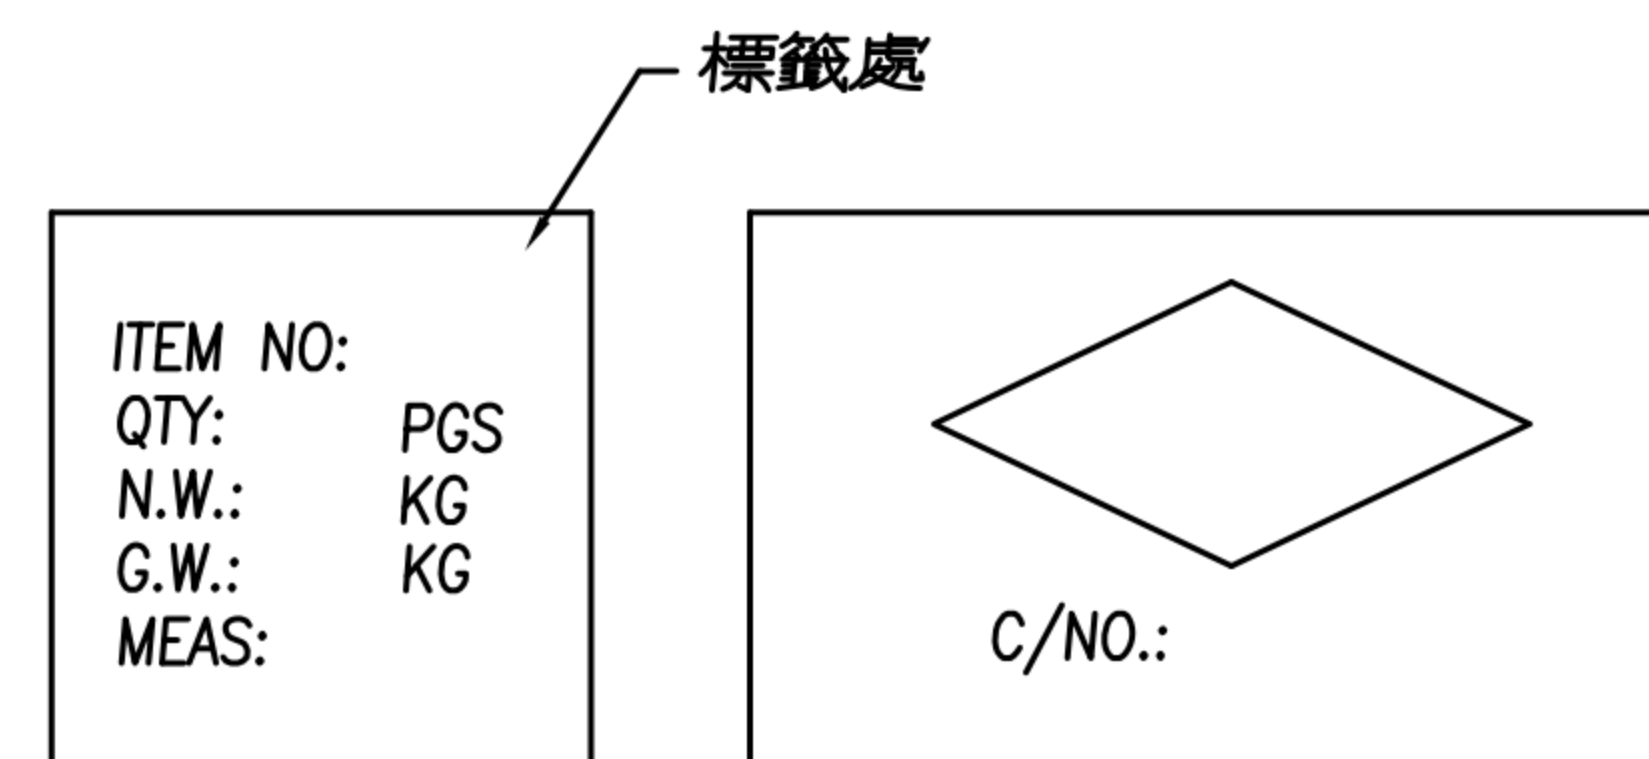 標籤處
ITEM NO:
QTY: PGS
N.W.: KG
G.W.: KG
MEAS:
C/NO.: